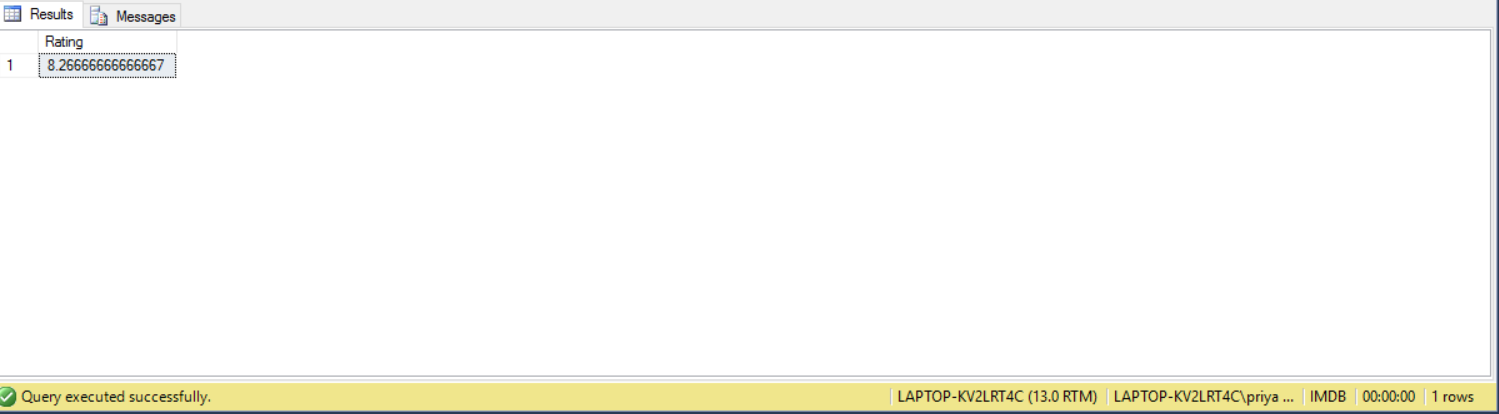 Results Messages
Rating
1 8.26666666666667
Query executed successfully. LAPTOP-KV2LRT4C (13.0 RTM) LAPTOP-KV2LRT4C\priya ... IMDB 00:00:00 1 rows